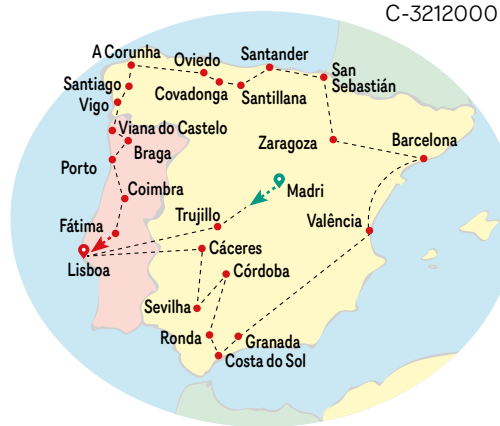 C-3212000
A Corunha
Oviedo
Santander
Santiago
Covadonga
Santillana
San
Sebastián
Vigo
Viana do Castelo
Braga
Zaragoza
Barcelona
Porto
Coimbra
Madri
Trujillo
Valência
Fátima
Lisboa
Cáceres
Córdoba
Sevilha
Ronda
Granada
Costa do Sol